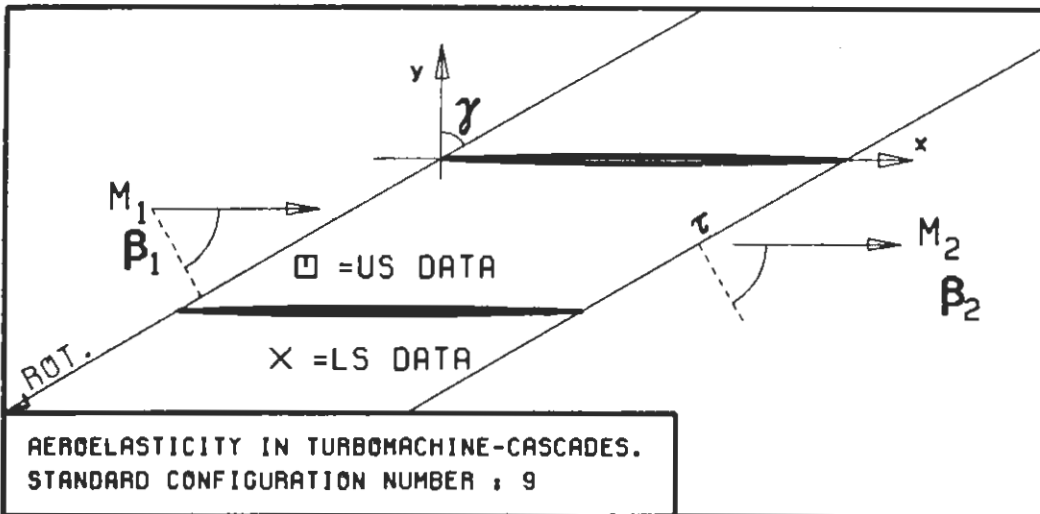 y
γ
x
M₁
β₁
τ
M₂
β₂
⊔ =US DATA
X =LS DATA
ROT.
AEROELASTICITY IN TURBOMACHINE-CASCADES.
STANDARD CONFIGURATION NUMBER : 9